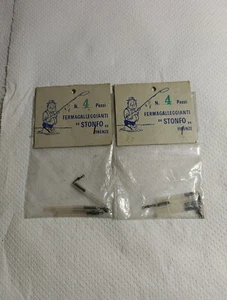 N. 4 Pezzi
FERMAGALLEGGIANTI
"STONFO"
FIRENZE
N. 4 Pezzi
FERMAGALLEGGIANTI
"STONFO"
FIRENZE